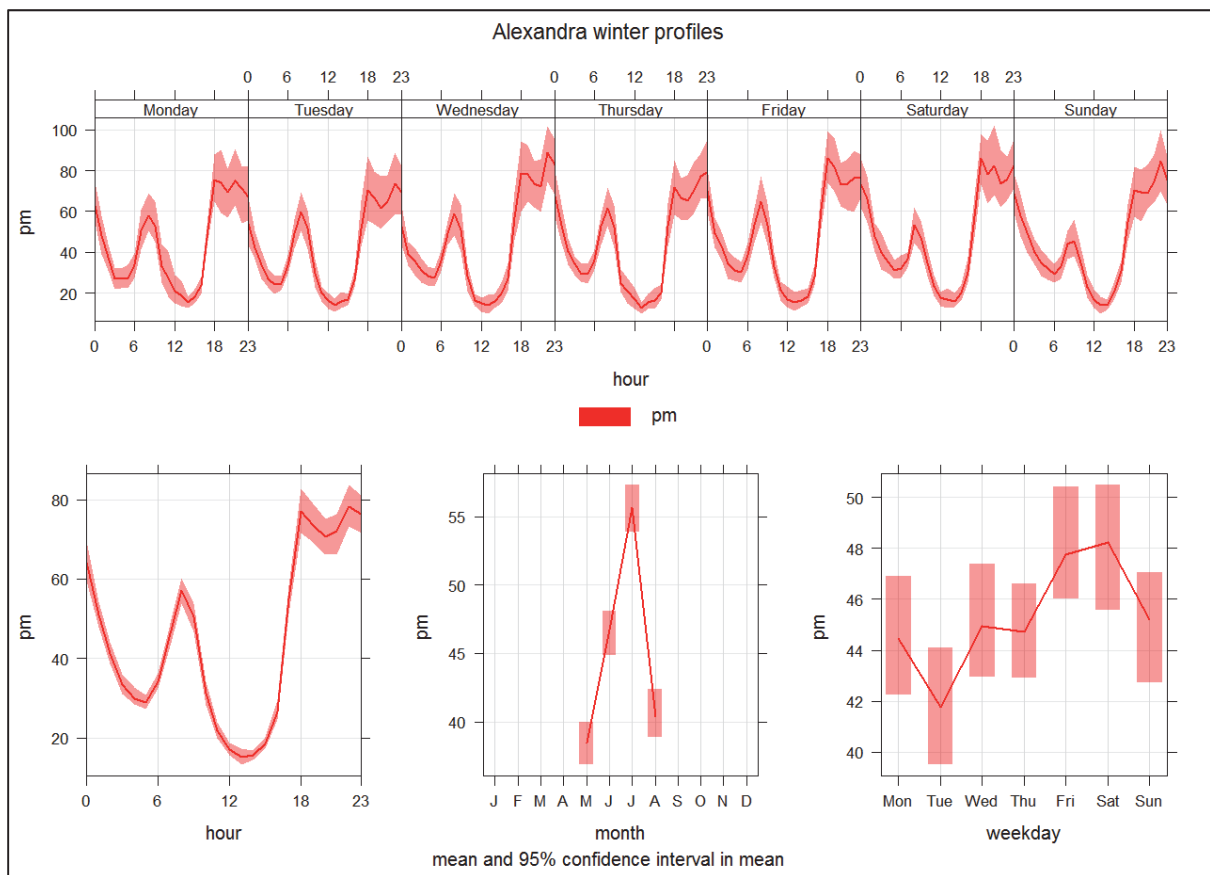 Alexandra winter profiles
0 6 12 18 23 0 6 12 18 23 0 6 12 18 23
Monday Tuesday Wednesday Thursday Friday Saturday Sunday
100
80
60
40
20
pm
0 6 12 18 23 0 6 12 18 23 0 6 12 18 23 0 6 12 18 23
hour
pm
80
60
40
20
pm
0 6 12 18 23
hour
55
50
45
40
pm
J F M A M J J A S O N D
month
50
48
46
44
42
40
pm
Mon Tue Wed Thu Fri Sat Sun
weekday
mean and 95% confidence interval in mean